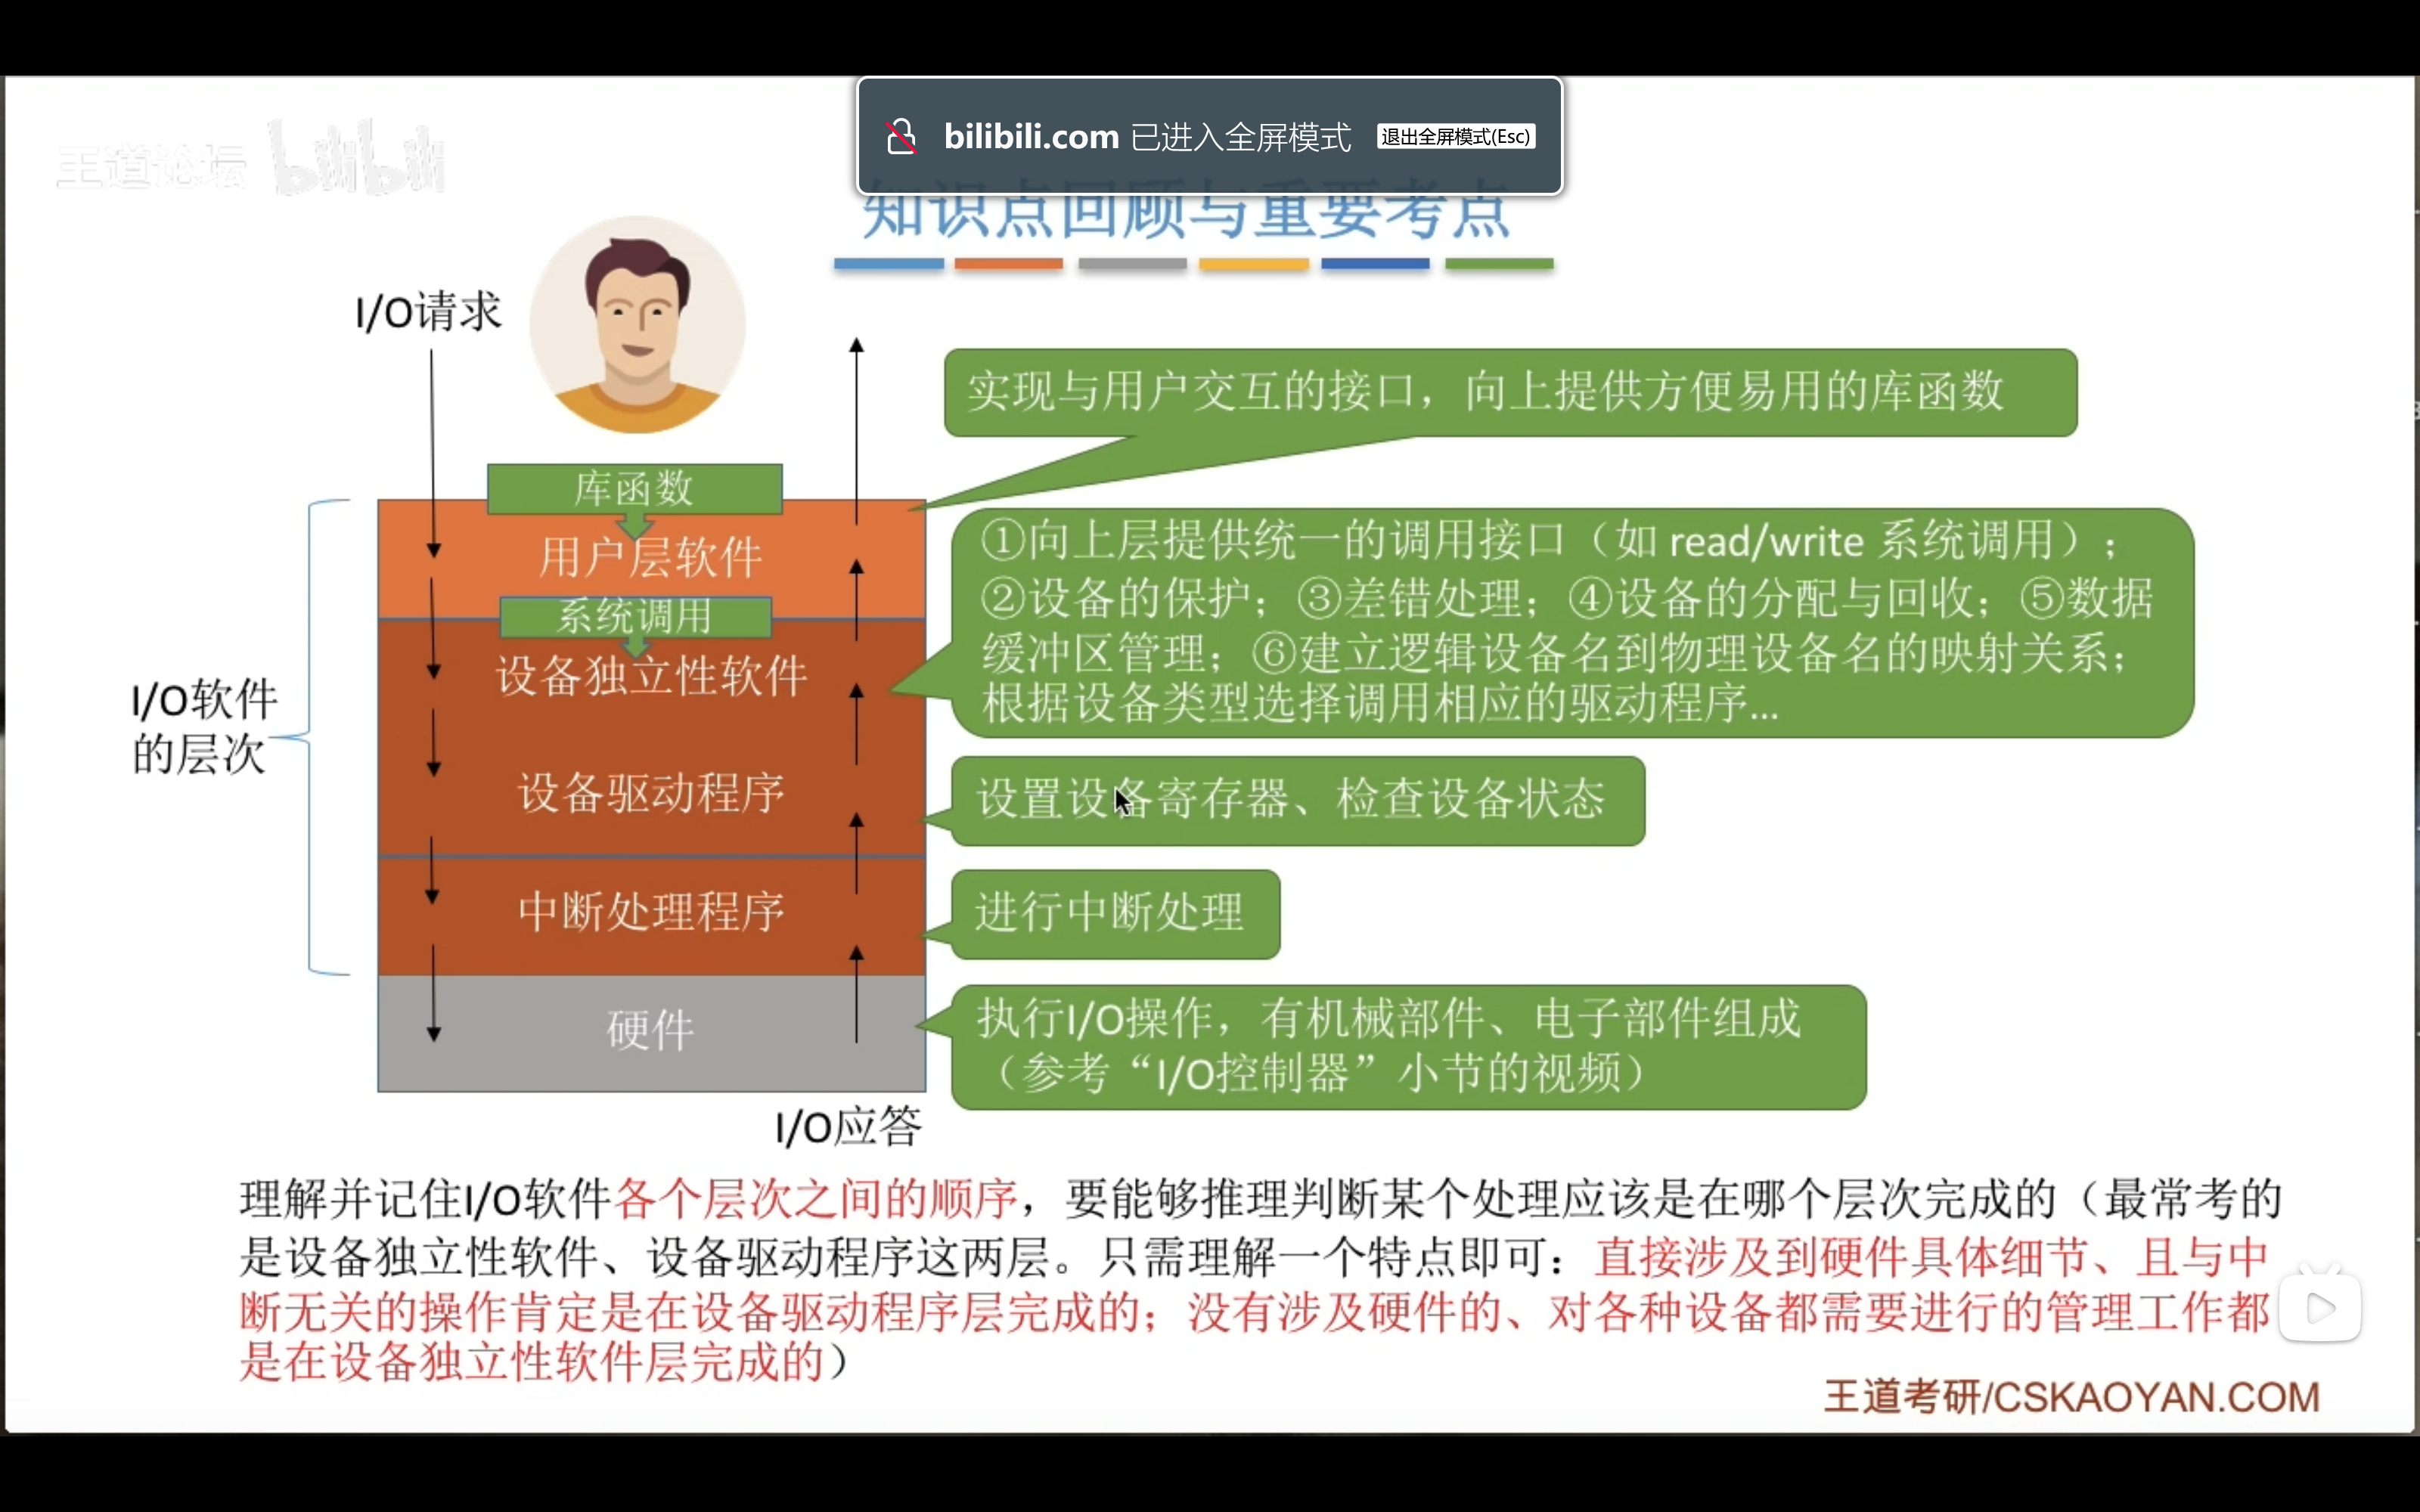 bilibili.com 已进入全屏模式 退出全屏模式(Esc)
王道论坛 bilibili
知识点回顾与重要考点
I/O请求
实现与用户交互的接口，向上提供方便易用的库函数
库函数
用户层软件
系统调用
设备独立性软件
①向上层提供统一的调用接口（如 read/write 系统调用）；
②设备的保护；③差错处理；④设备的分配与回收；⑤数据
缓冲区管理；⑥建立逻辑设备名到物理设备名的映射关系；
根据设备类型选择调用相应的驱动程序...
I/O软件
的层次
设备驱动程序
设置设备寄存器、检查设备状态
中断处理程序
进行中断处理
硬件
执行I/O操作，有机械部件、电子部件组成
（参考“I/O控制器”小节的视频）
I/O应答
理解并记住I/O软件各个层次之间的顺序，要能够推理判断某个处理应该是在哪个层次完成的（最常考的
是设备独立性软件、设备驱动程序这两层。只需理解一个特点即可：直接涉及到硬件具体细节、且与中
断无关的操作肯定是在设备驱动程序层完成的；没有涉及硬件的、对各种设备都需要进行的管理工作都
是在设备独立性软件层完成的）
王道考研/CSKAOYAN.COM